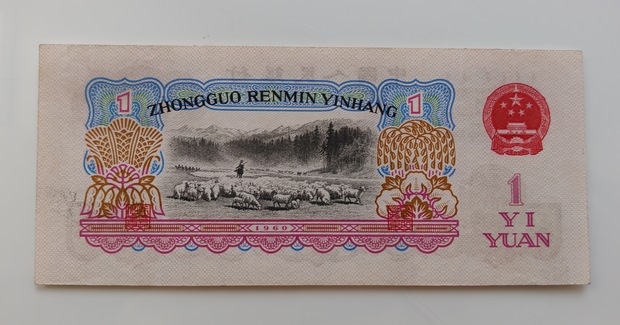 1
ZHONGGUO RENMIN YINHANG
1
1960
1
YI
YUAN